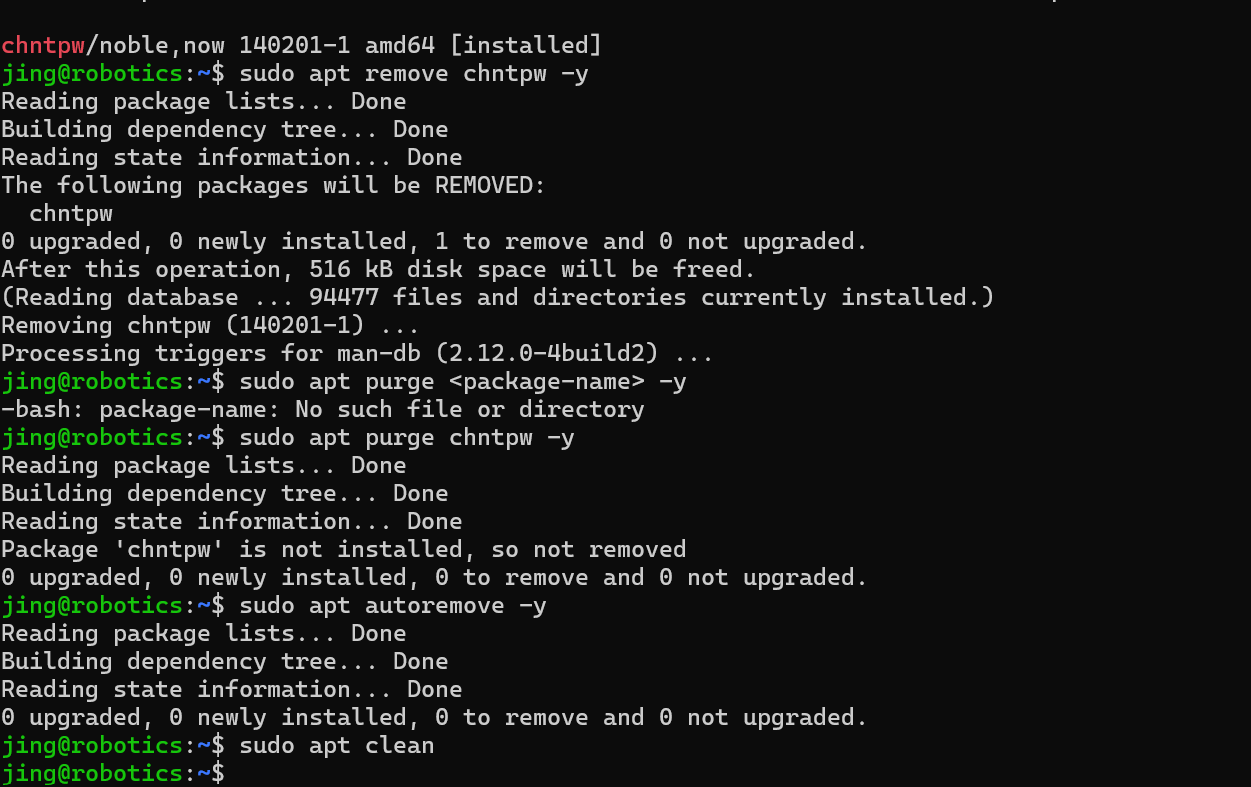 chntpw/noble,now 140201-1 amd64 [installed]
jing@robotics:~$ sudo apt remove chntpw -y
Reading package lists... Done
Building dependency tree... Done
Reading state information... Done
The following packages will be REMOVED:
  chntpw
0 upgraded, 0 newly installed, 1 to remove and 0 not upgraded.
After this operation, 516 kB disk space will be freed.
(Reading database ... 94477 files and directories currently installed.)
Removing chntpw (140201-1) ...
Processing triggers for man-db (2.12.0-4build2) ...
jing@robotics:~$ sudo apt purge <package-name> -y
-bash: package-name: No such file or directory
jing@robotics:~$ sudo apt purge chntpw -y
Reading package lists... Done
Building dependency tree... Done
Reading state information... Done
Package 'chntpw' is not installed, so not removed
0 upgraded, 0 newly installed, 0 to remove and 0 not upgraded.
jing@robotics:~$ sudo apt autoremove -y
Reading package lists... Done
Building dependency tree... Done
Reading state information... Done
0 upgraded, 0 newly installed, 0 to remove and 0 not upgraded.
jing@robotics:~$ sudo apt clean
jing@robotics:~$